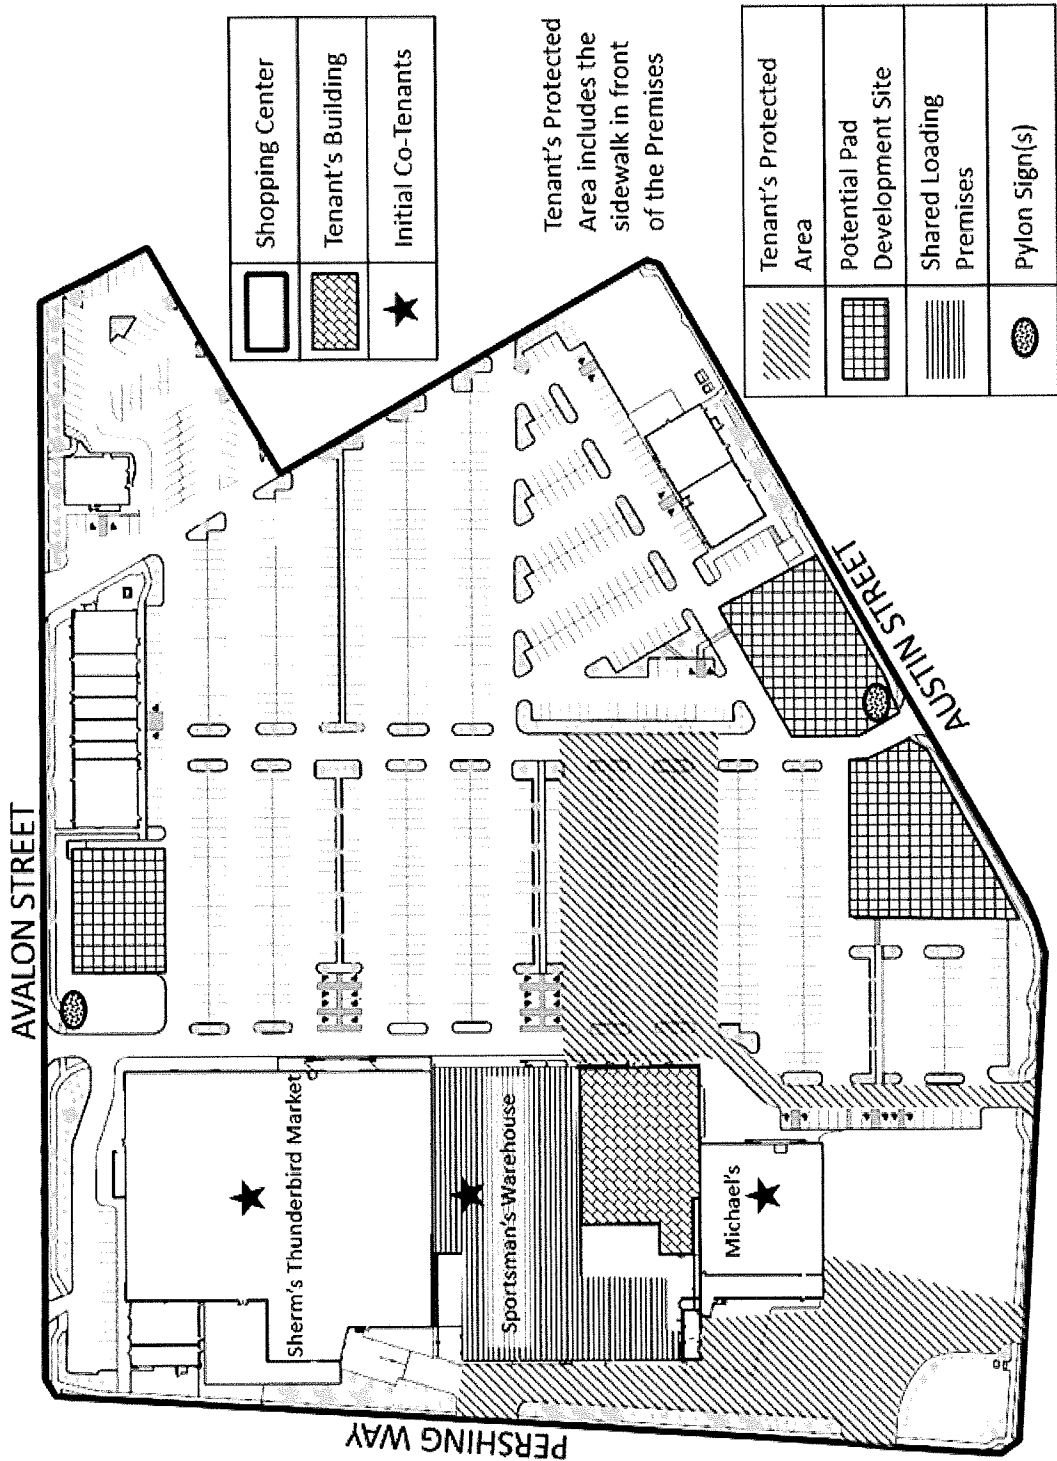 AVALON STREET
Sherm's Thunderbird Market
Sportsman's Warehouse
Michael's
PERSHING WAY
AUSTIN STREET
Shopping Center
Tenant's Building
Initial Co-Tenants
Tenant's Protected
Area includes the
sidewalk in front
of the Premises
Tenant's Protected
Area
Potential Pad
Development Site
Shared Loading
Premises
Pylon Sign(s)